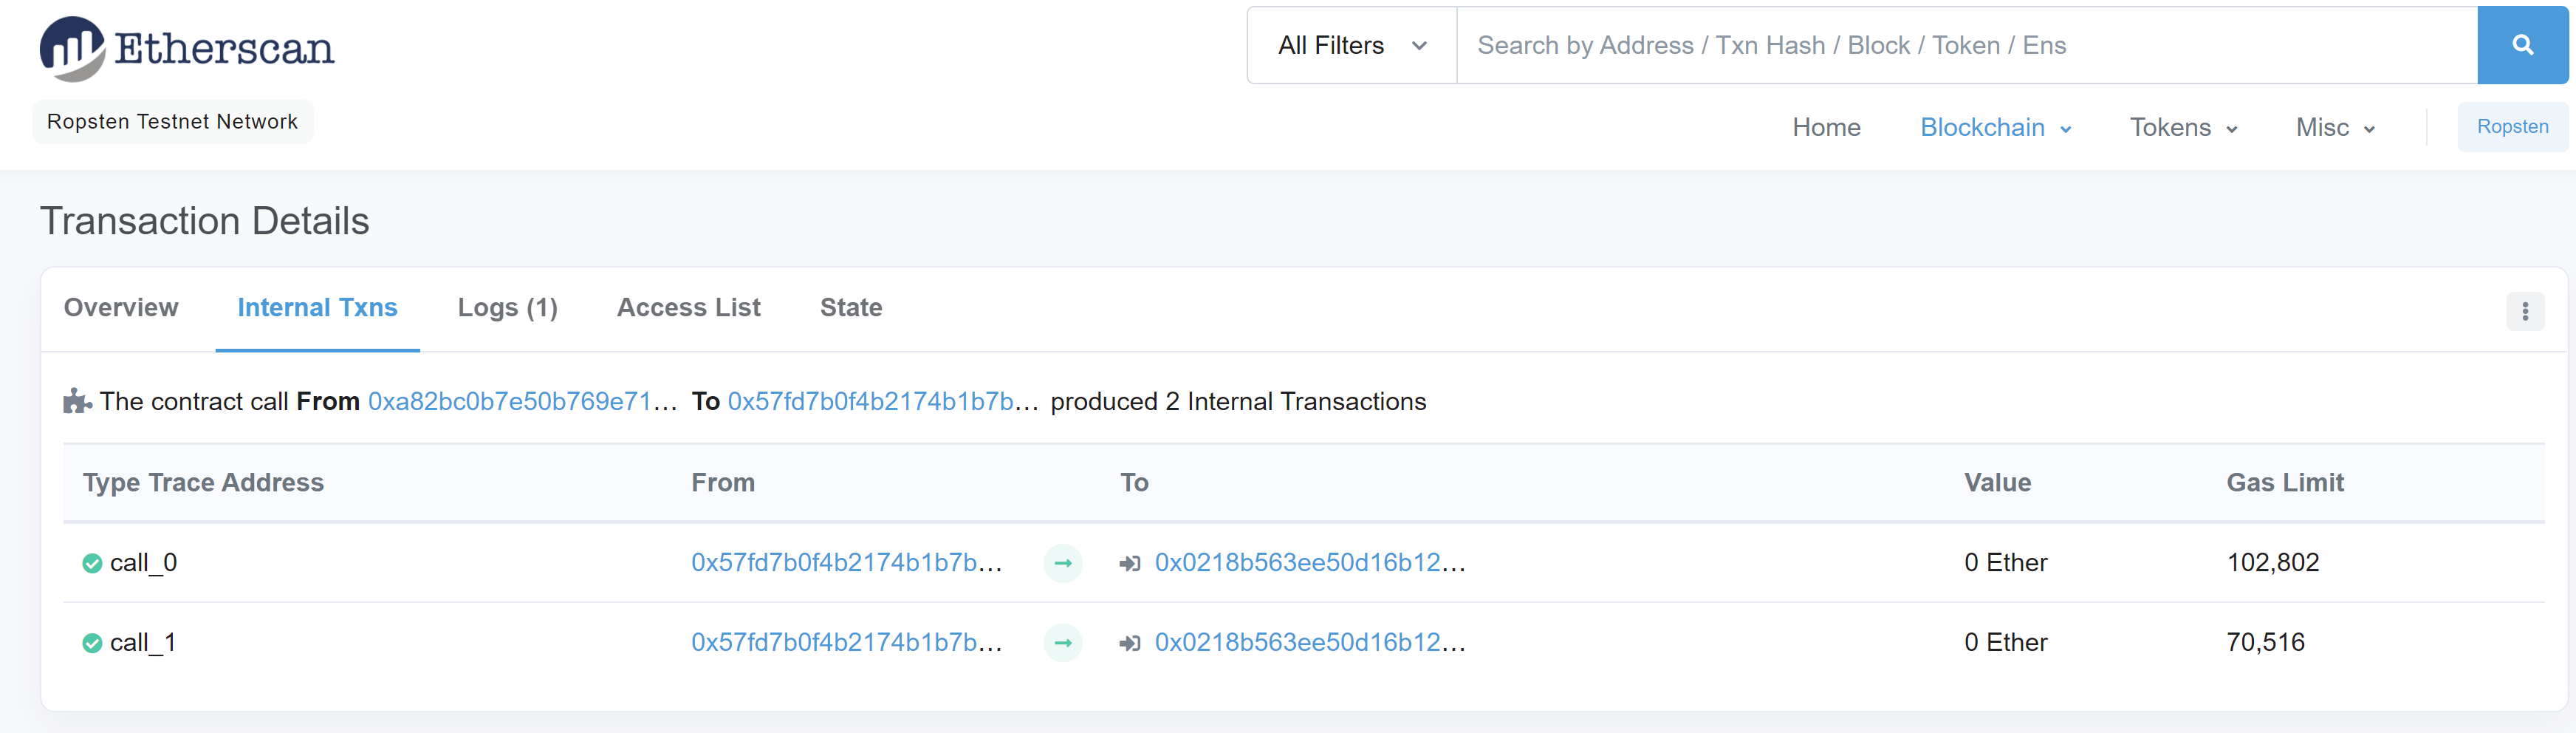 Etherscan
All Filters
Search by Address / Txn Hash / Block / Token / Ens
Ropsten Testnet Network
Home Blockchain Tokens Misc Ropsten
Transaction Details
Overview Internal Txns Logs (1) Access List State
The contract call From 0xa82bc0b7e50b769e71... To 0x57fd7b0f4b2174b1b7b... produced 2 Internal Transactions
Type Trace Address From To Value Gas Limit
call_0 0x57fd7b0f4b2174b1b7b... 0x0218b563ee50d16b12... 0 Ether 102,802
call_1 0x57fd7b0f4b2174b1b7b... 0x0218b563ee50d16b12... 0 Ether 70,516